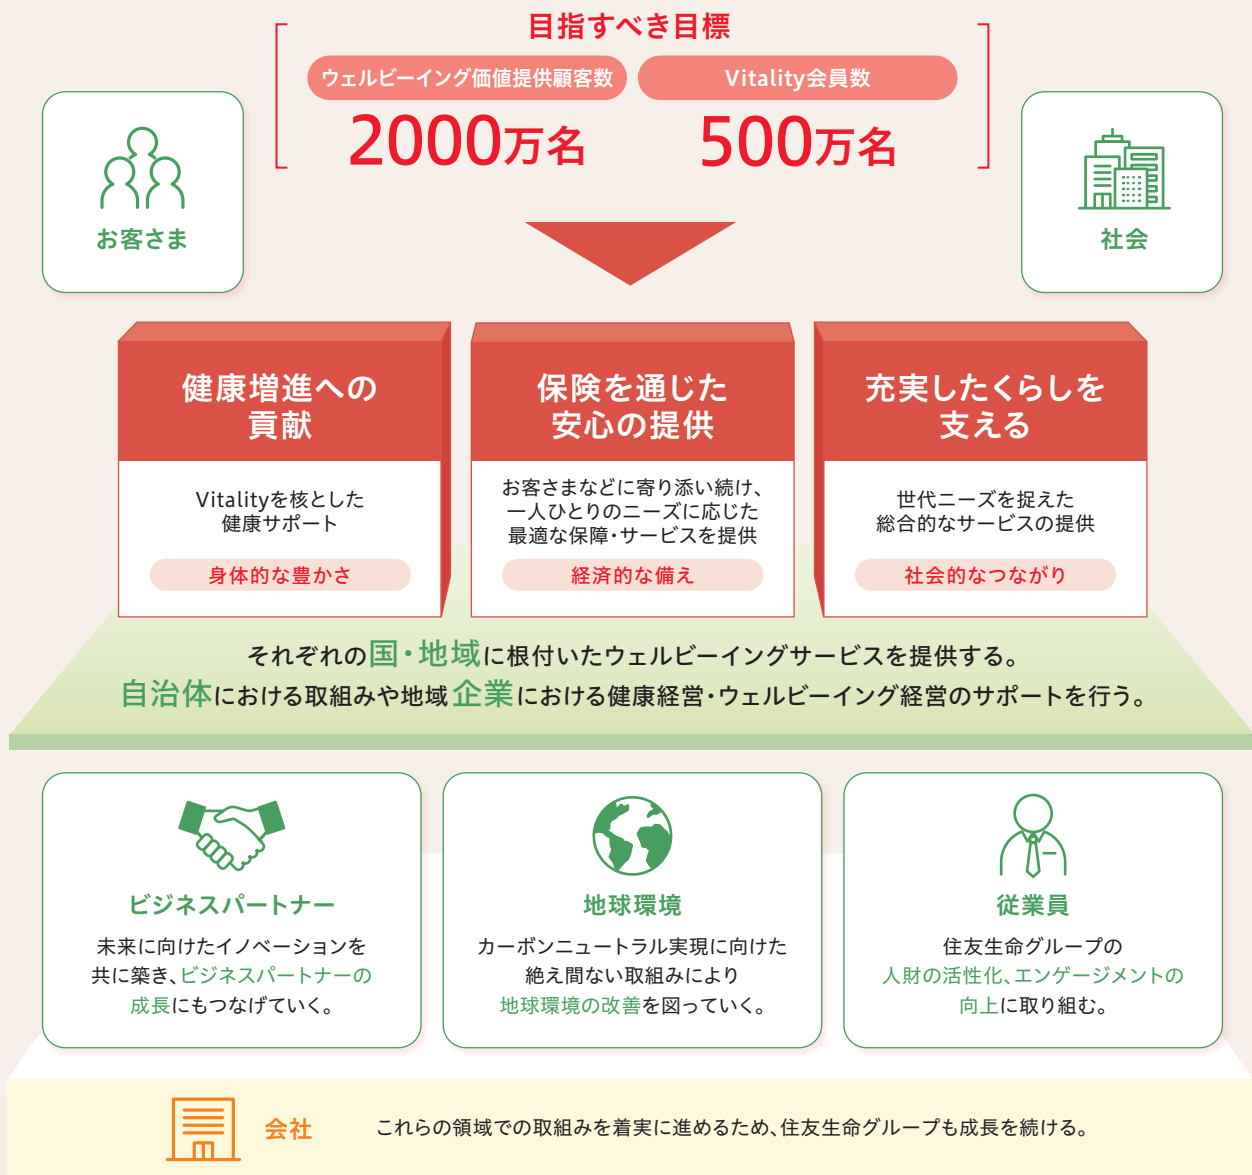 目指すべき目標
ウェルビーイング価値提供顧客数
Vitality会員数
2000万名
500万名
お客さま
社会
健康増進への
貢献
Vitalityを核とした
健康サポート
身体的な豊かさ
保険を通じた
安心の提供
お客さまなどに寄り添い続け、
一人ひとりのニーズに応じた
最適な保障・サービスを提供
経済的な備え
充実したくらしを
支える
世代ニーズを捉えた
総合的なサービスの提供
社会的なつながり
それぞれの国・地域に根付いたウェルビーイングサービスを提供する。
自治体における取組みや地域企業における健康経営・ウェルビーイング経営のサポートを行う。
ビジネスパートナー
未来に向けたイノベーションを
共に築き、ビジネスパートナーの
成長にもつなげていく。
地球環境
カーボンニュートラル実現に向けた
絶え間ない取組みにより
地球環境の改善を図っていく。
従業員
住友生命グループの
人財の活性化、エンゲージメントの
向上に取り組む。
会社
これらの領域での取組みを着実に進めるため、住友生命グループも成長を続ける。